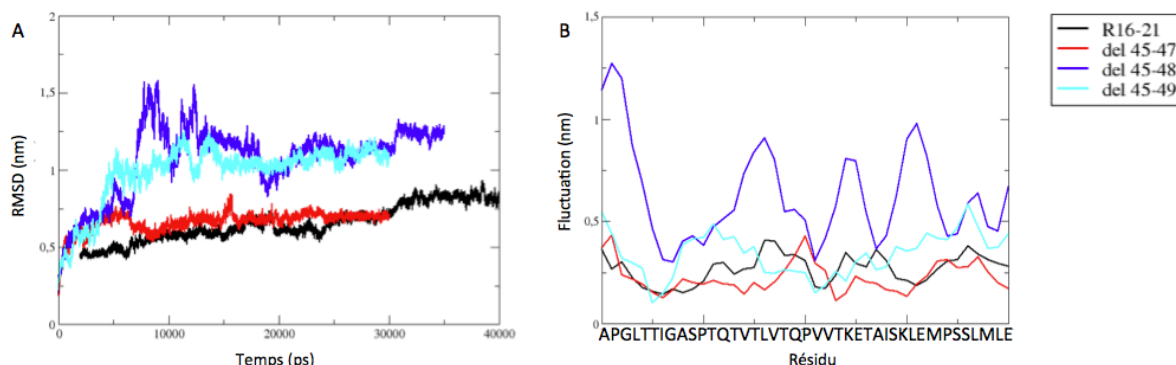 A
RMSD (nm)
2
1,5
1
0,5
0
0
10000
20000
30000
40000
Temps (ps)
B
Fluctuation (nm)
1,5
1
0,5
0
APGLTTIGASPTQTVTLVTQPVVTKETAISKLEMPSSLMLE
Résidu
R16-21
del 45-47
del 45-48
del 45-49